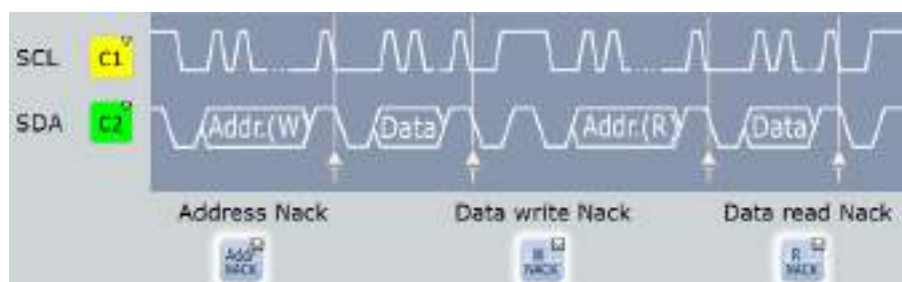 SCL C1
SDA C2
Addr.(W) Data Addr.(R) Data
Address Nack Data write Nack Data read Nack
Addr NACK W NACK R NACK